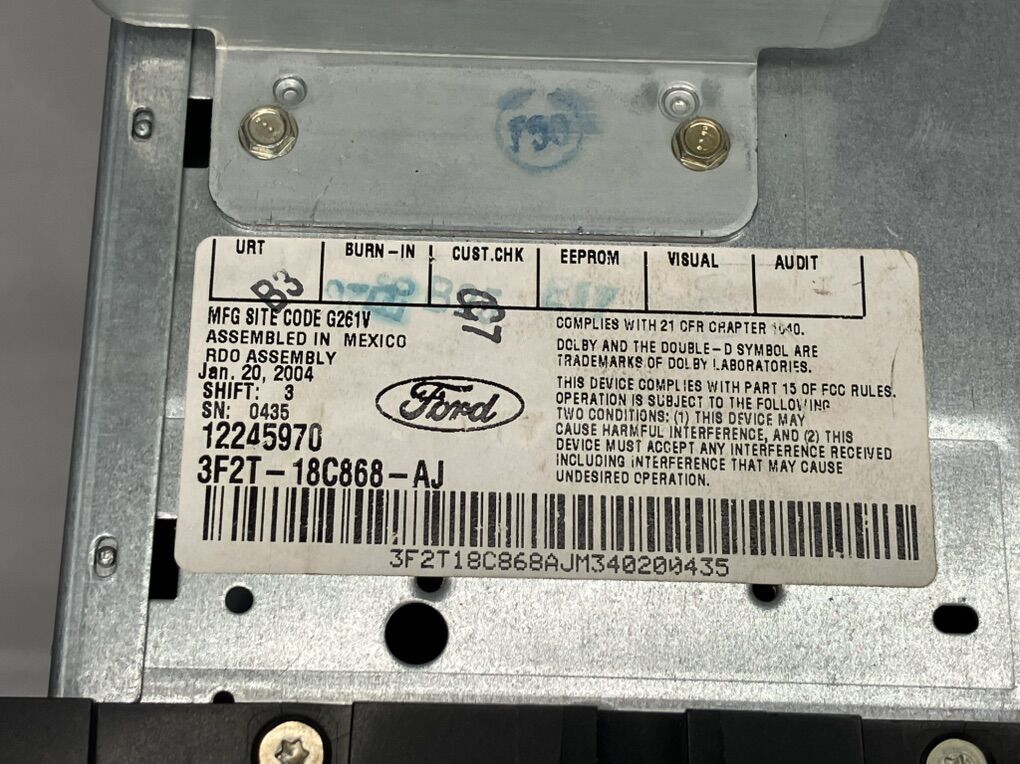 URT BURN-IN CUST.CHK EEPROM VISUAL AUDIT
B3
G7
MFG SITE CODE G261V
ASSEMBLED IN MEXICO
RDO ASSEMBLY
Jan. 20, 2004
SHIFT: 3
SN: 0435
12245970
3F2T-18C868-AJ
Ford
COMPLIES WITH 21 CFR CHAPTER 1040.
DOLBY AND THE DOUBLE-D SYMBOL ARE
TRADEMARKS OF DOLBY LABORATORIES.
THIS DEVICE COMPLIES WITH PART 15 OF FCC RULES.
OPERATION IS SUBJECT TO THE FOLLOWING
TWO CONDITIONS: (1) THIS DEVICE MAY
CAUSE HARMFUL INTERFERENCE, AND (2) THIS
DEVICE MUST ACCEPT ANY INTERFERENCE RECEIVED
INCLUDING INTERFERENCE THAT MAY CAUSE
UNDESIRED OPERATION.
3F2T18C868AJM340200435